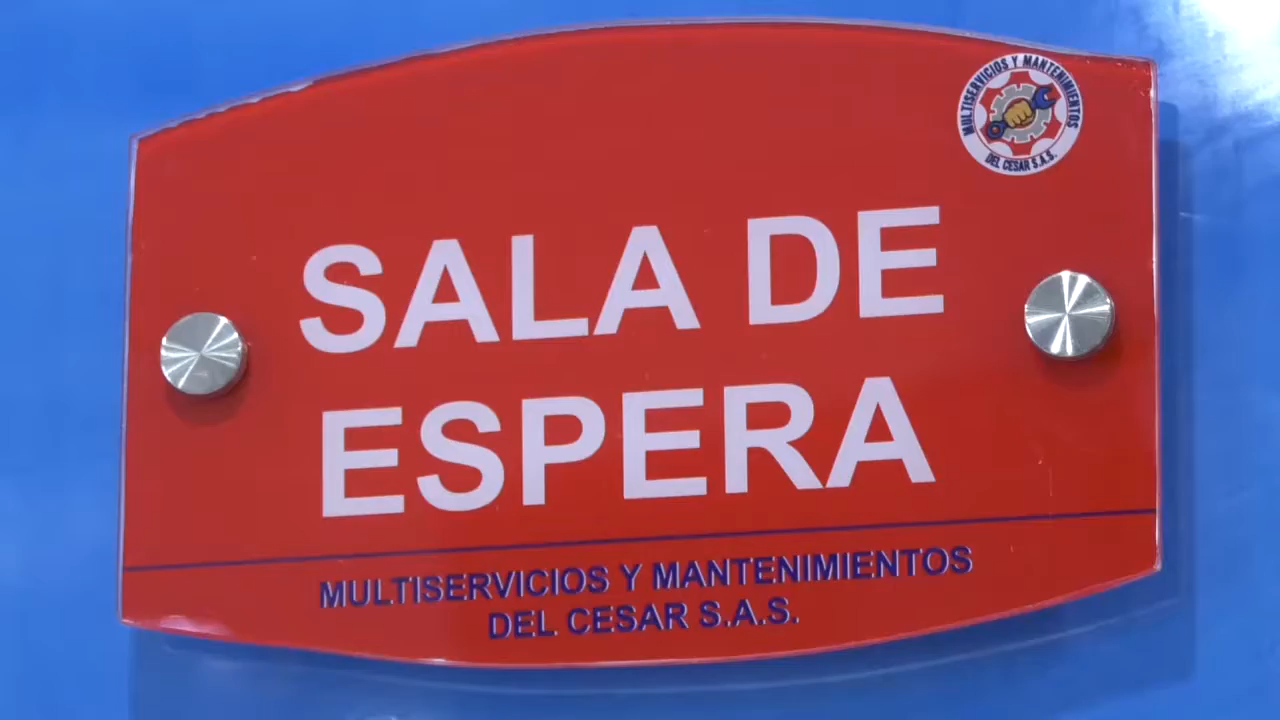 MULTISERVICIOS Y MANTENIMIENTOS
DEL CESAR S.A.S.
SALA DE
ESPERA
MULTISERVICIOS Y MANTENIMIENTOS
DEL CESAR S.A.S.